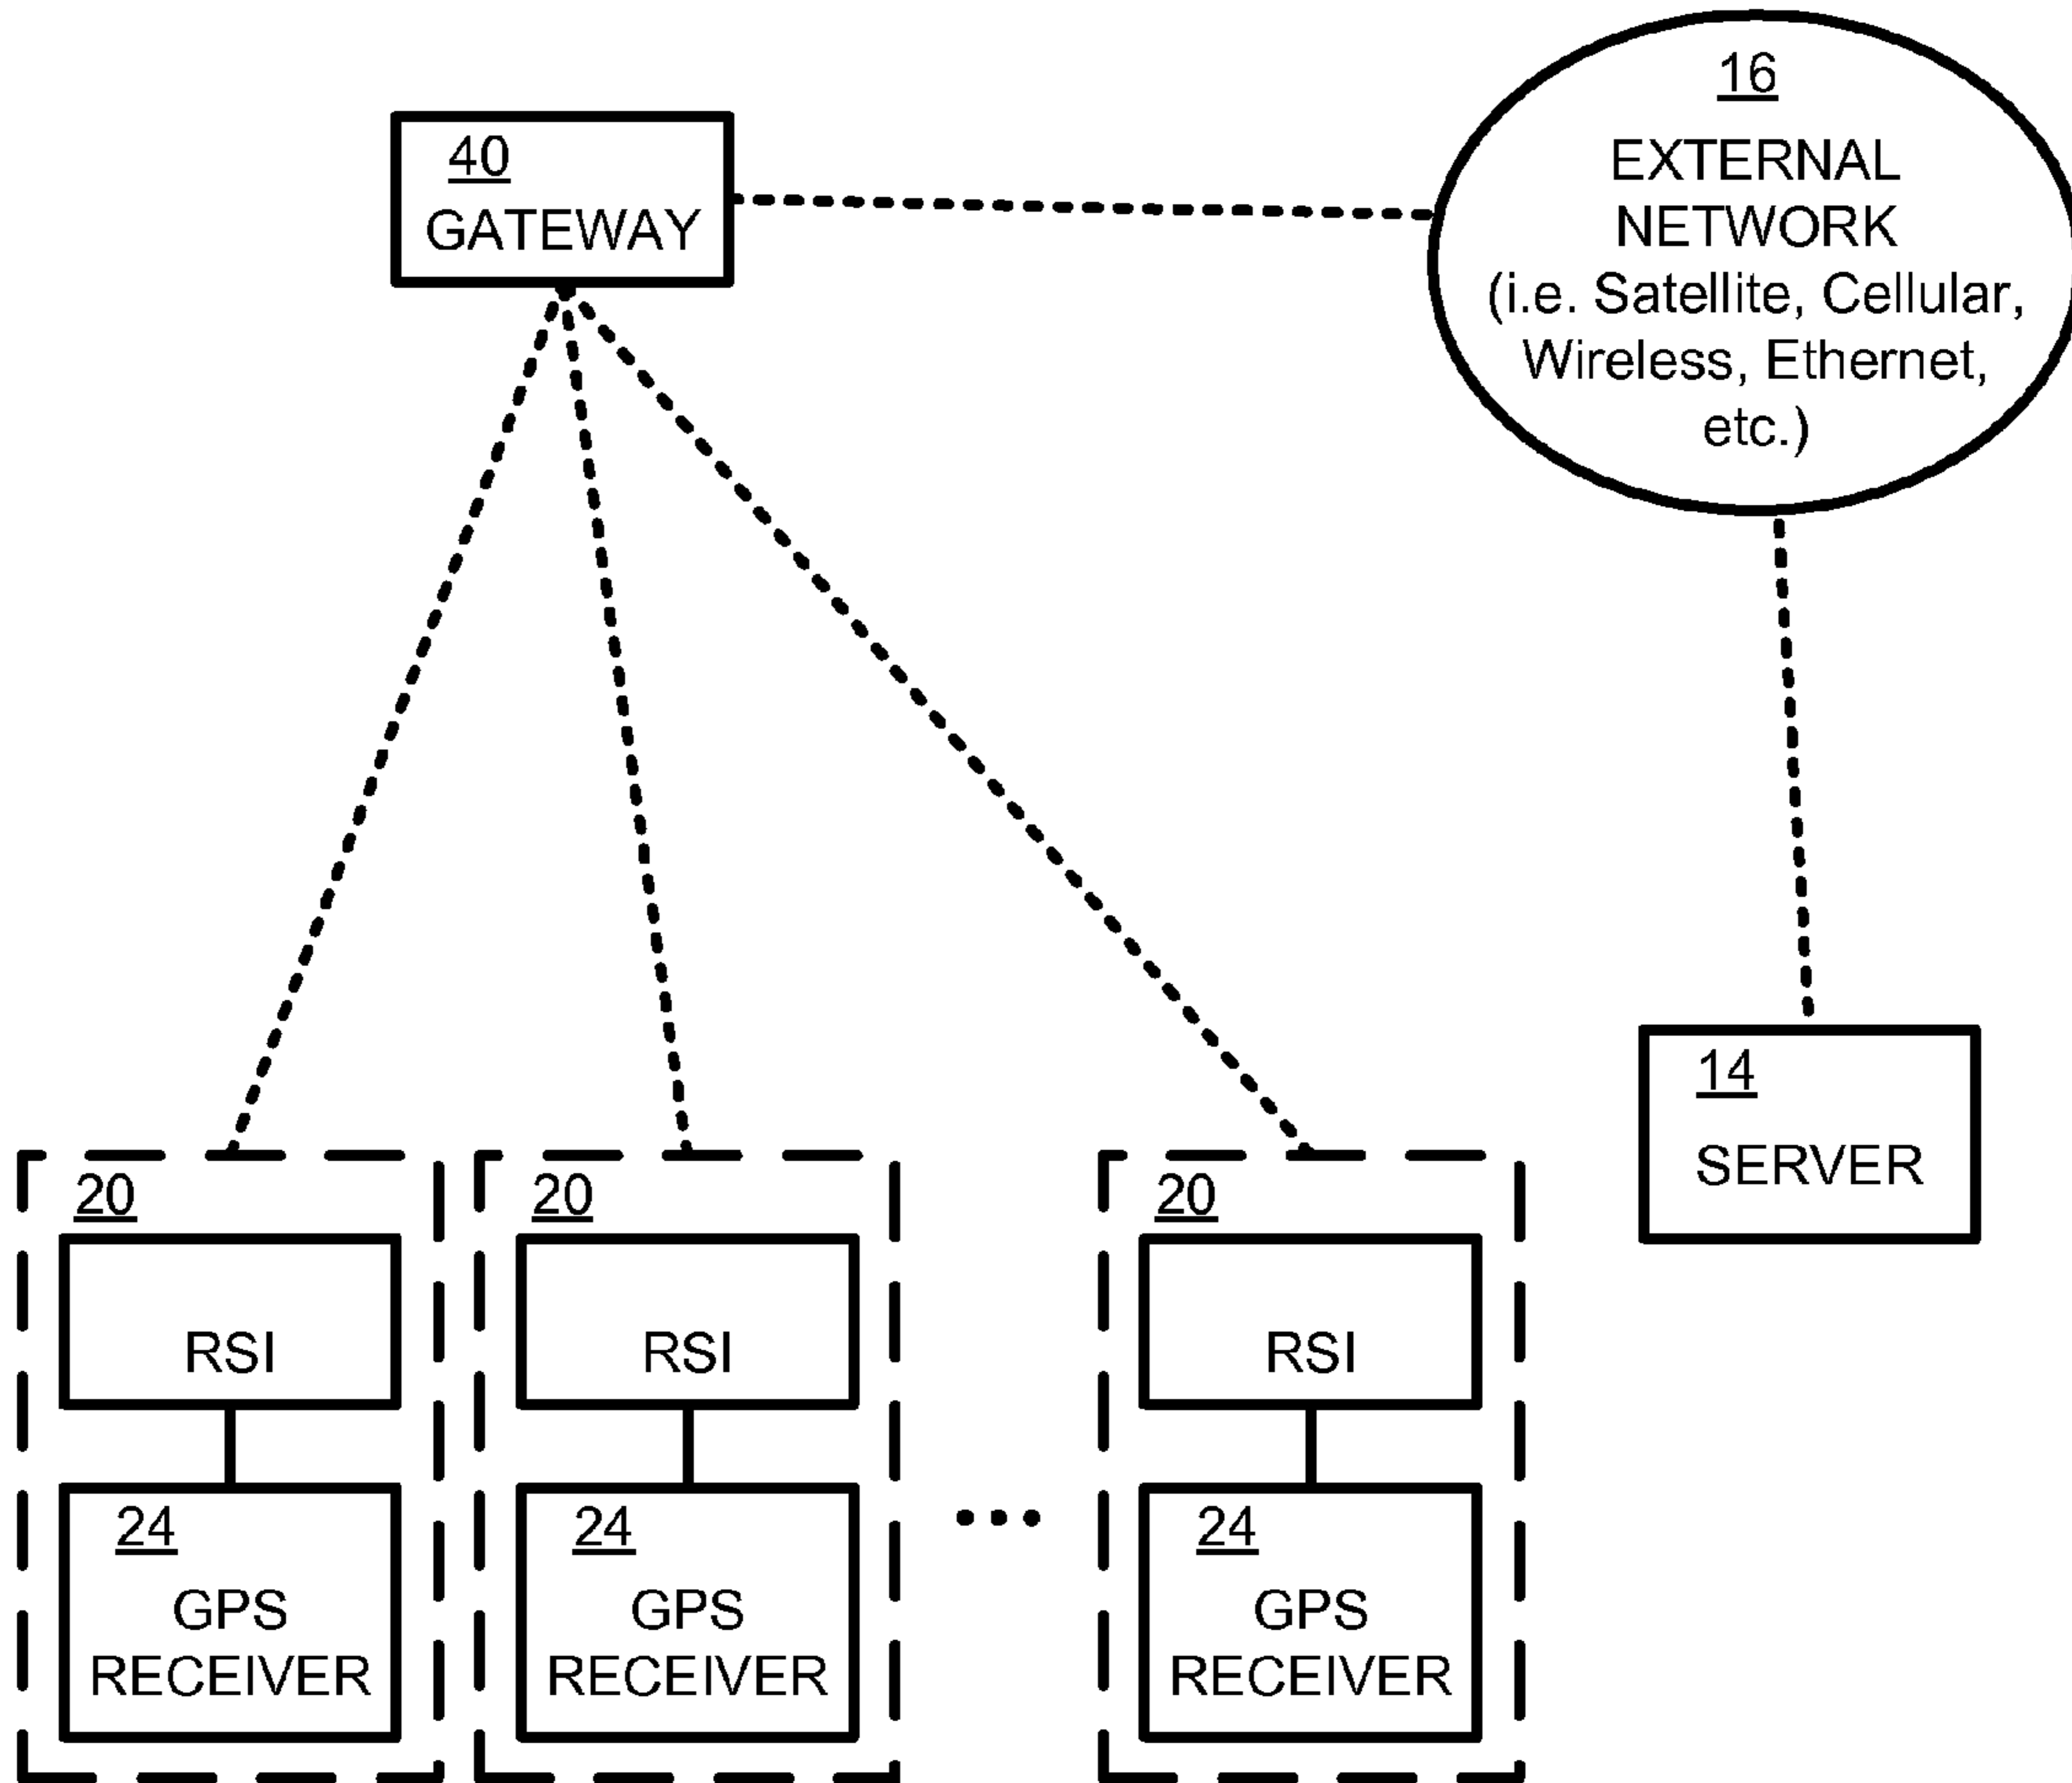 40
GATEWAY
16
EXTERNAL
NETWORK
(i.e. Satellite, Cellular,
Wireless, Ethernet,
etc.)
14
SERVER
20
RSI
24
GPS
RECEIVER
20
RSI
24
GPS
RECEIVER
...
20
RSI
24
GPS
RECEIVER